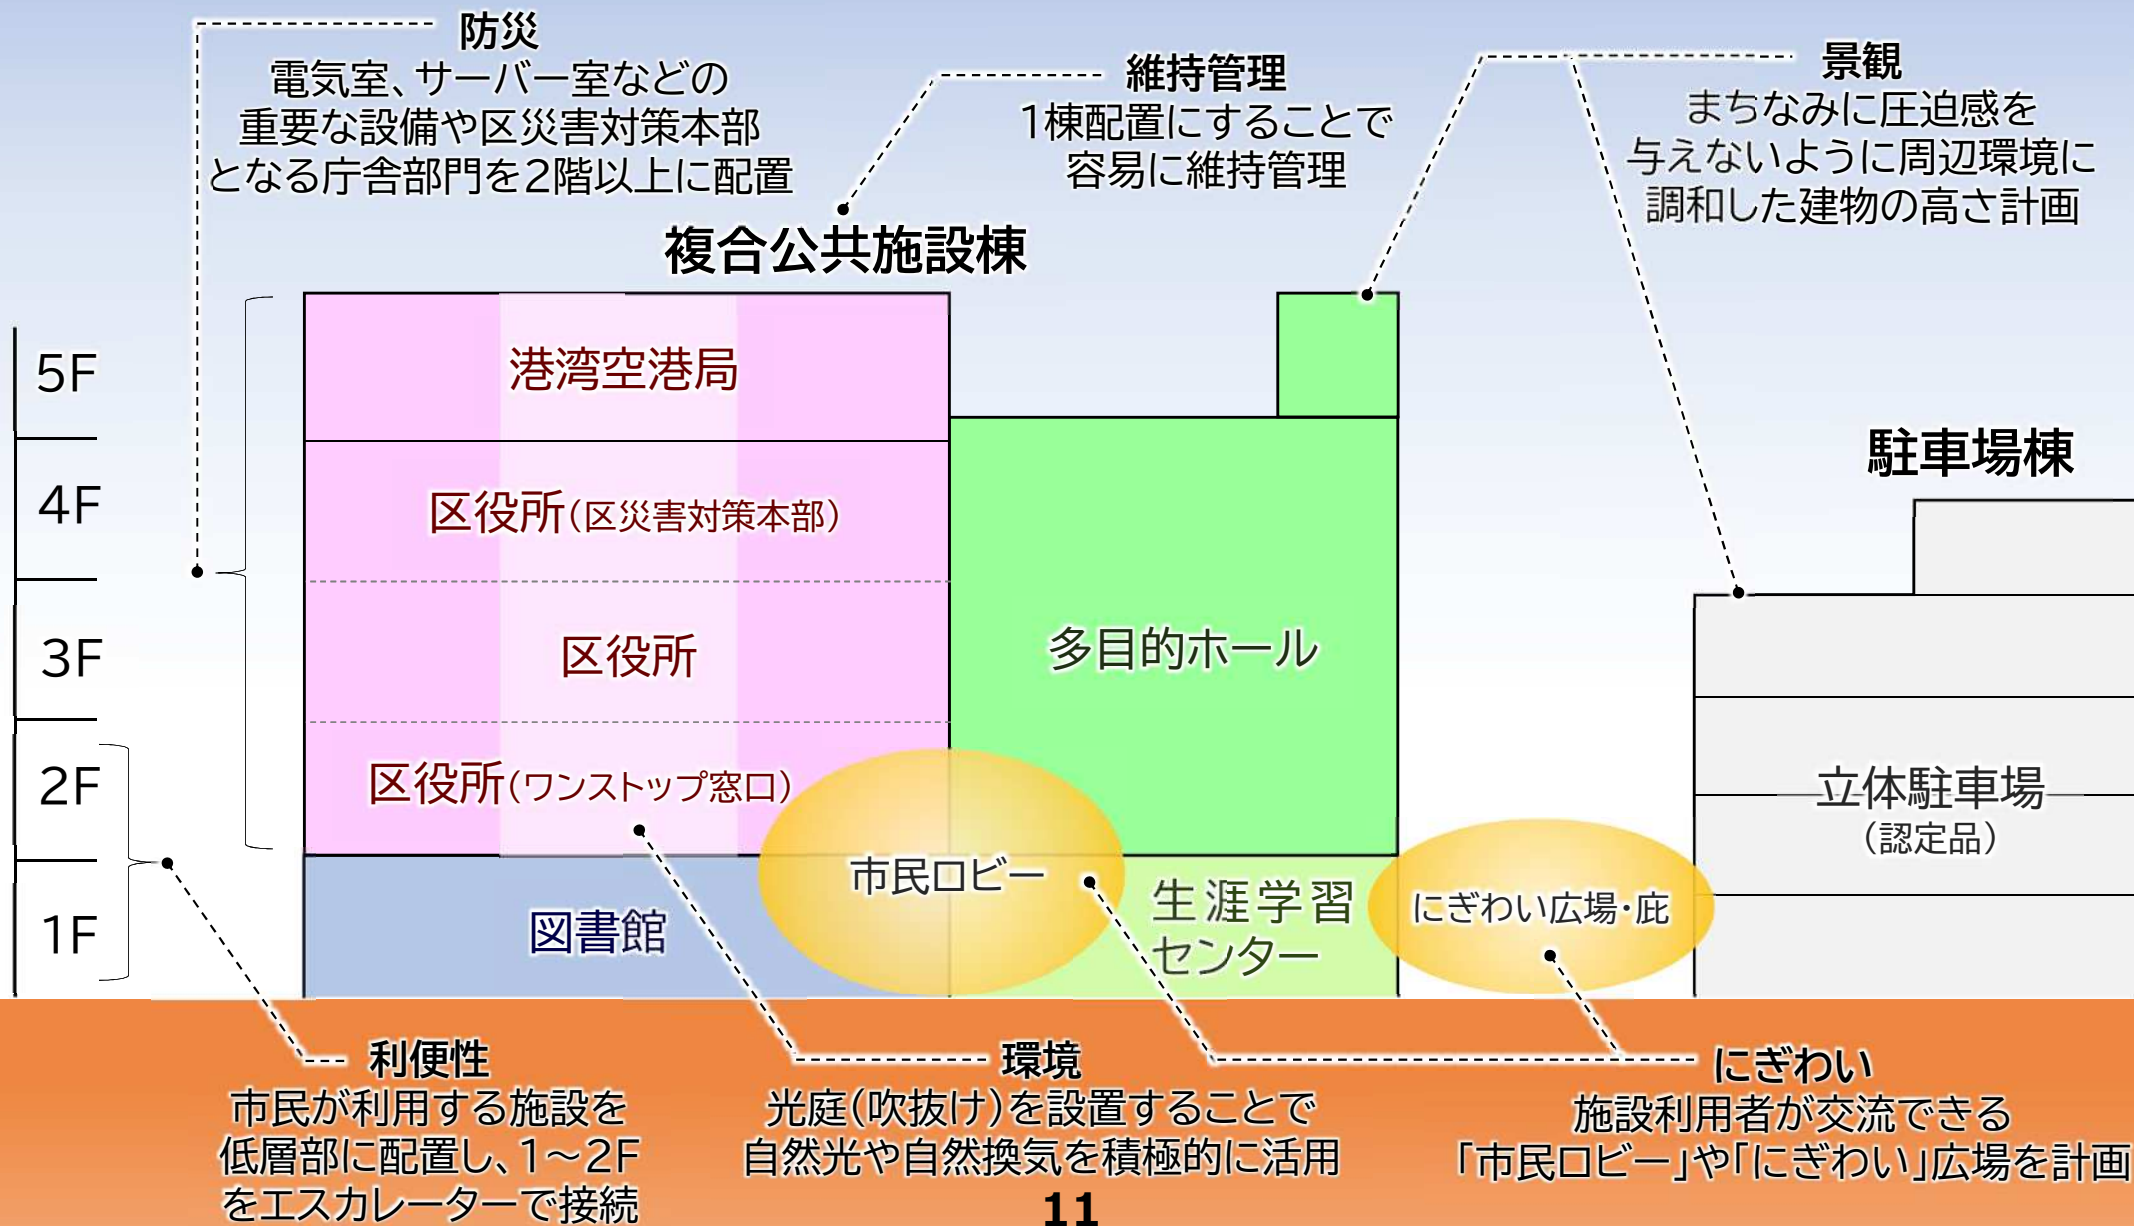 防災
電気室、サーバー室などの
重要な設備や区災害対策本部
となる庁舎部門を2階以上に配置
維持管理
1棟配置にすることで
容易に維持管理
景観
まちなみに圧迫感を
与えないように周辺環境に
調和した建物の高さ計画
複合公共施設棟
駐車場棟
5F
港湾空港局
4F
区役所（区災害対策本部）
3F
区役所
多目的ホール
2F
区役所（ワンストップ窓口）
立体駐車場
（認定品）
市民ロビー
1F
図書館
生涯学習
センター
にぎわい広場・庇
利便性
市民が利用する施設を
低層部に配置し、1～2F
をエスカレーターで接続
環境
光庭（吹抜け）を設置することで
自然光や自然換気を積極的に活用
にぎわい
施設利用者が交流できる
「市民ロビー」や「にぎわい」広場を計画
11